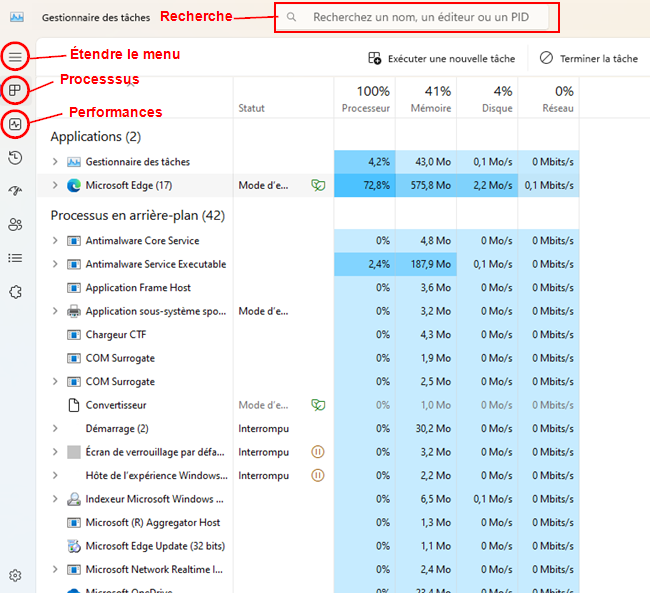 Gestionnaire des tâches Recherche Recherchez un nom, un éditeur ou un PID
Étendre le menu
Exécuter une nouvelle tâche Terminer la tâche
Processsus
100% 41% 4% 0%
Statut Processeur Mémoire Disque Réseau
Performances
Applications (2)
Gestionnaire des tâches 4,2% 43,0 Mo 0,1 Mo/s 0 Mbits/s
Microsoft Edge (17) Mode d'e... 72,8% 575,8 Mo 2,2 Mo/s 0,1 Mbits/s
Processus en arrière-plan (42)
Antimalware Core Service 0% 4,8 Mo 0 Mo/s 0 Mbits/s
Antimalware Service Executable 2,4% 187,9 Mo 0,1 Mo/s 0 Mbits/s
Application Frame Host 0% 3,6 Mo 0 Mo/s 0 Mbits/s
Application sous-système spo... Mode d'e... 0% 3,2 Mo 0 Mo/s 0 Mbits/s
Chargeur CTF 0% 4,3 Mo 0 Mo/s 0 Mbits/s
COM Surrogate 0% 1,9 Mo 0 Mo/s 0 Mbits/s
COM Surrogate 0% 2,5 Mo 0 Mo/s 0 Mbits/s
Convertisseur Mode d'e... 0% 1,0 Mo 0 Mo/s 0 Mbits/s
Démarrage (2) Interrompu 0% 30,2 Mo 0 Mo/s 0 Mbits/s
Écran de verrouillage par défa... Interrompu 0% 3,2 Mo 0 Mo/s 0 Mbits/s
Hôte de l'expérience Windows... Interrompu 0% 2,2 Mo 0 Mo/s 0 Mbits/s
Indexeur Microsoft Windows ... 0% 6,5 Mo 0,1 Mo/s 0 Mbits/s
Microsoft (R) Aggregator Host 0% 1,3 Mo 0 Mo/s 0 Mbits/s
Microsoft Edge Update (32 bits) 0% 1,1 Mo 0 Mo/s 0 Mbits/s
Microsoft Network Realtime I... 0% 2,4 Mo 0 Mo/s 0 Mbits/s
Microsoft OneDrive 0% 23,4 Mo 0 Mo/s 0 Mbits/s